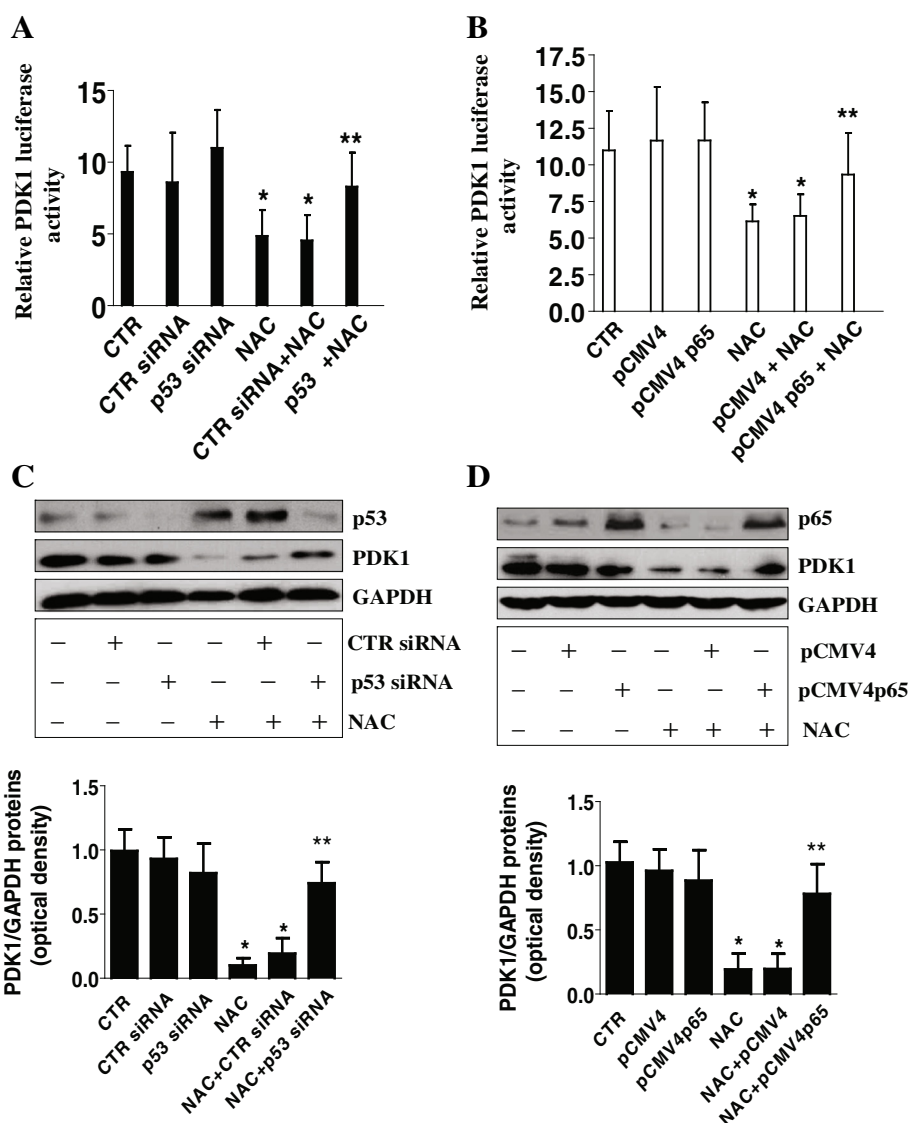 A
Relative PDK1 luciferase
activity
15
10
5
0
*
*
**
CTR
CTR siRNA
p53 siRNA
NAC
CTR siRNA+NAC
p53 +NAC
B
Relative PDK1 luciferase
activity
17.5
15.0
12.5
10.0
7.5
5.0
2.5
0.0
*
*
**
CTR
pCMV4
pCMV4 p65
NAC
pCMV4 + NAC
pCMV4 p65 + NAC
C
p53
PDK1
GAPDH
− + − − + − CTR siRNA
− − + − − + p53 siRNA
− − − + + + NAC
PDK1/GAPDH proteins
(optical density)
1.5
1.0
0.5
0.0
*
*
**
CTR
CTR siRNA
p53 siRNA
NAC
NAC+CTR siRNA
NAC+p53 siRNA
D
p65
PDK1
GAPDH
− + − − + − pCMV4
− − + − − + pCMV4p65
− − − + + + NAC
PDK1/GAPDH proteins
(optical density)
1.5
1.0
0.5
0.0
*
*
**
CTR
pCMV4
pCMV4p65
NAC
NAC+pCMV4
NAC+pCMV4p65